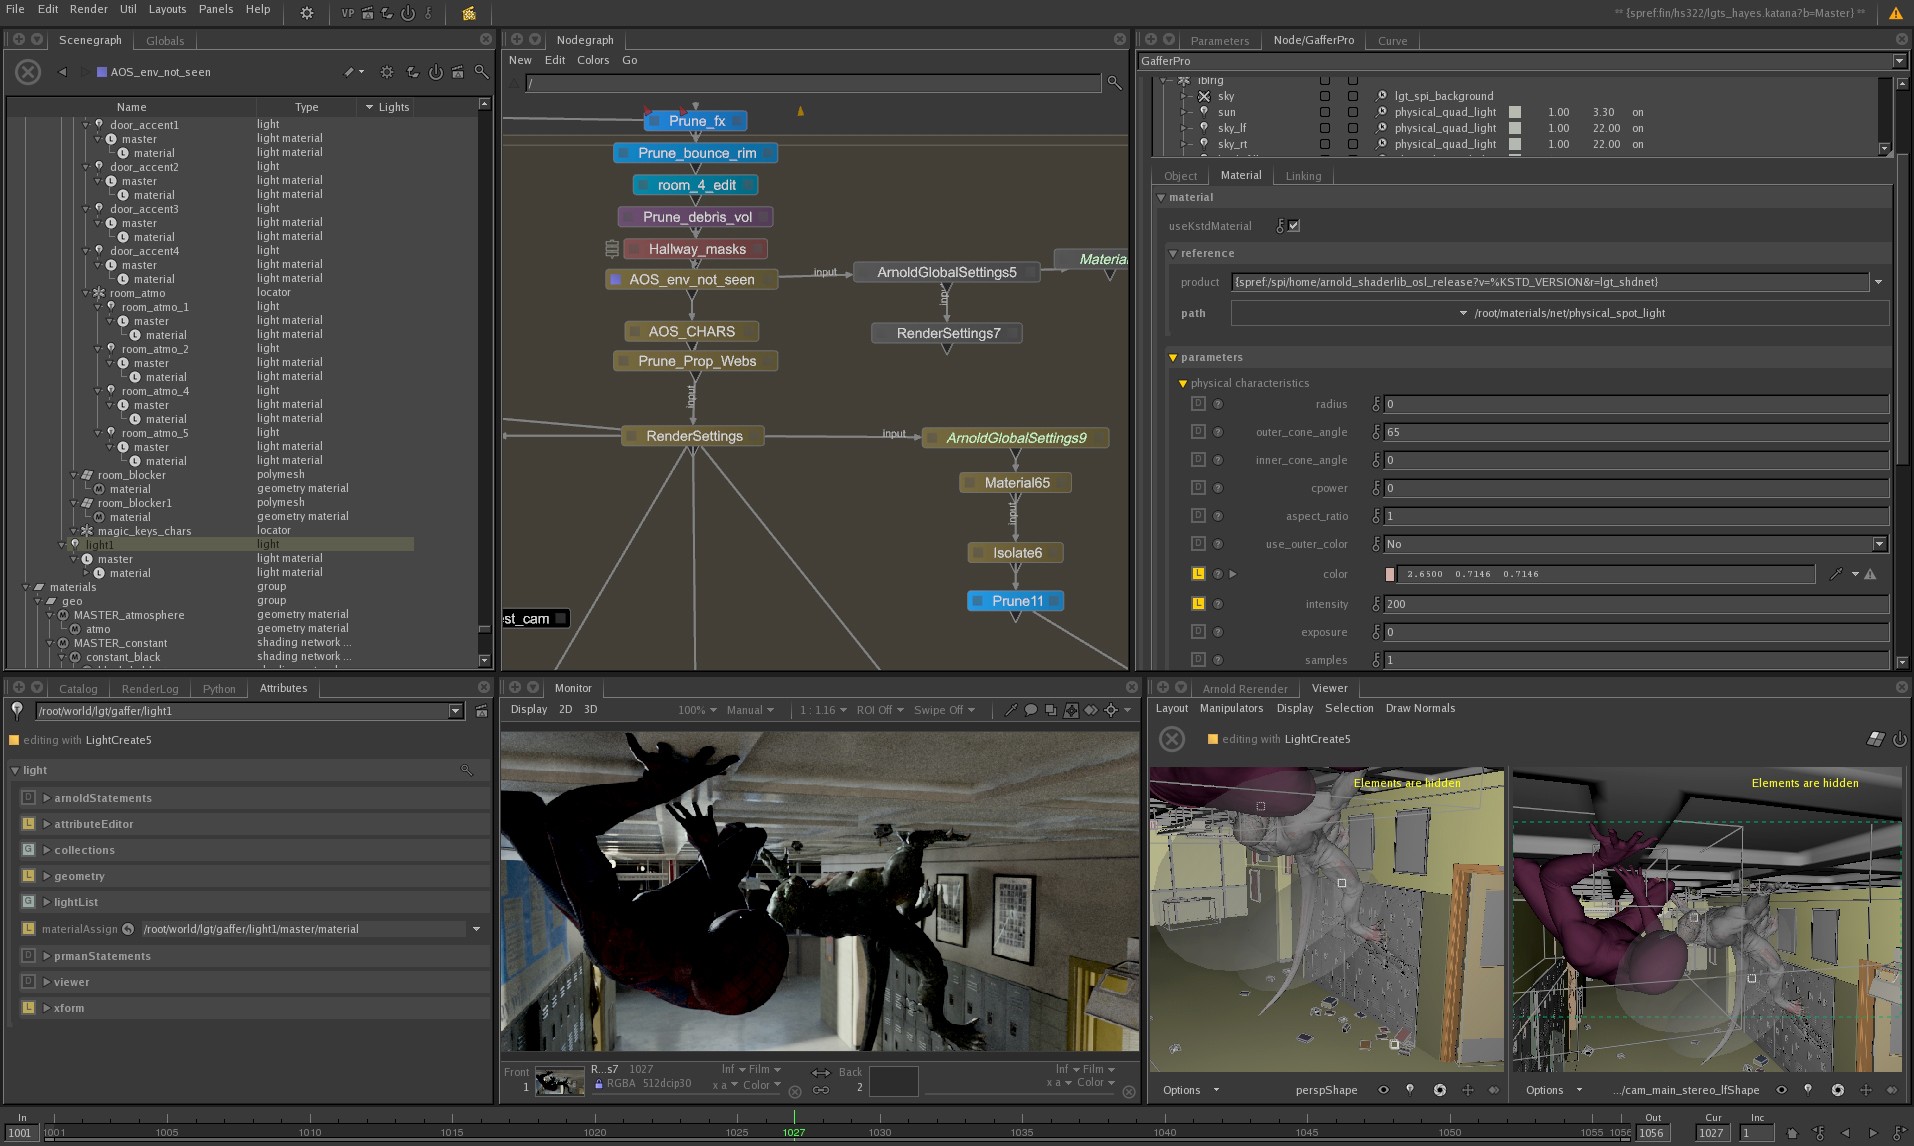 File Edit Render Util Layouts Panels Help
VP
** {spref:fin/hs322/lgts_hayes.katana?b=Master} **
Scenegraph Globals
AOS_env_not_seen
Name Type Lights
door_accent1 light
master light material
material light material
door_accent2 light
master light material
material light material
door_accent3 light
master light material
material light material
door_accent4 light
master light material
material light material
room_atmo locator
room_atmo_1 light
master light material
material light material
room_atmo_2 light
master light material
material light material
room_atmo_4 light
master light material
material light material
room_atmo_5 light
master light material
material light material
room_blocker polymesh
material geometry material
room_blocker1 polymesh
material geometry material
magic_keys_chars locator
light1 light
master light material
material light material
materials group
geo group
MASTER_atmosphere geometry material
atmo geometry material
MASTER_constant shading network ...
constant_black shading network ...
Nodegraph
New Edit Colors Go
/
Prune_fx
Prune_bounce_rim
room_4_edit
Prune_debris_vol
Hallway_masks
AOS_env_not_seen
input
ArnoldGlobalSettings5
Materia
inp
RenderSettings7
AOS_CHARS
Prune_Prop_Webs
input
RenderSettings
input
ArnoldGlobalSettings9
Material65
input
Isolate6
Prune11
st_cam
Parameters Node/GafferPro Curve
GafferPro
iblrig
sky lgt_spi_background
sun physical_quad_light 1.00 3.30 on
sky_lf physical_quad_light 1.00 22.00 on
sky_rt physical_quad_light 1.00 22.00 on
Object Material Linking
material
useKstdMaterial
reference
product {spref:/spi/home/arnold_shaderlib_osl_release?v=%KSTD_VERSION&r=lgt_shdnet}
path /root/materials/net/physical_spot_light
parameters
physical characteristics
D ? radius 0
D ? outer_cone_angle 65
D ? inner_cone_angle 0
D ? cpower 0
D ? aspect_ratio 1
D ? use_outer_color No
L ? color 2.6500 0.7146 0.7146
L ? intensity 200
D ? exposure 0
D ? samples 1
Catalog RenderLog Python Attributes
/root/world/lgt/gaffer/light1
editing with LightCreate5
light
D arnoldStatements
L attributeEditor
G collections
L geometry
G lightList
L materialAssign /root/world/lgt/gaffer/light1/master/material
D prmanStatements
D viewer
L xform
Monitor
Display 2D 3D 100% Manual 1 : 1.16 ROI Off Swipe Off
Front R...s7 1027 Inf Film Back Inf Film
1 RGBA 512dcip30 x a Color 2 x a Color
Arnold Rerender Viewer
Layout Manipulators Display Selection Draw Normals
editing with LightCreate5
Elements are hidden
Elements are hidden
Options perspShape
Options .../cam_main_stereo_lfShape
In Out Cur Inc
1001 1001 1005 1010 1015 1020 1025 1027 1030 1035 1040 1045 1050 1055 1056 1056 1027 1